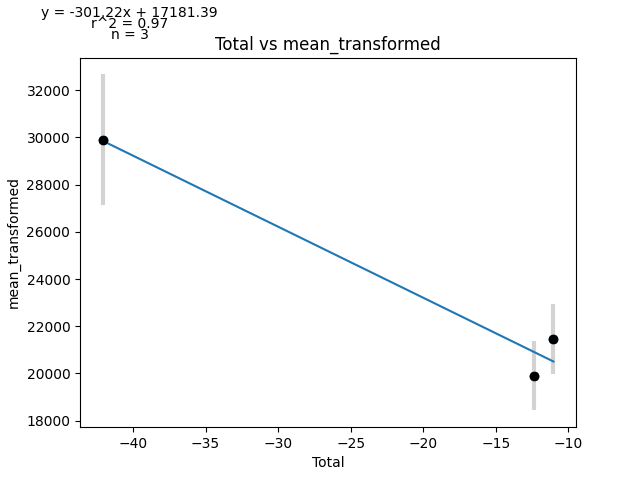 y = -301.22x + 17181.39
r^2 = 0.97
n = 3
Total vs mean_transformed
32000
30000
28000
26000
24000
22000
20000
18000
mean_transformed
−40
−35
−30
−25
−20
−15
−10
Total